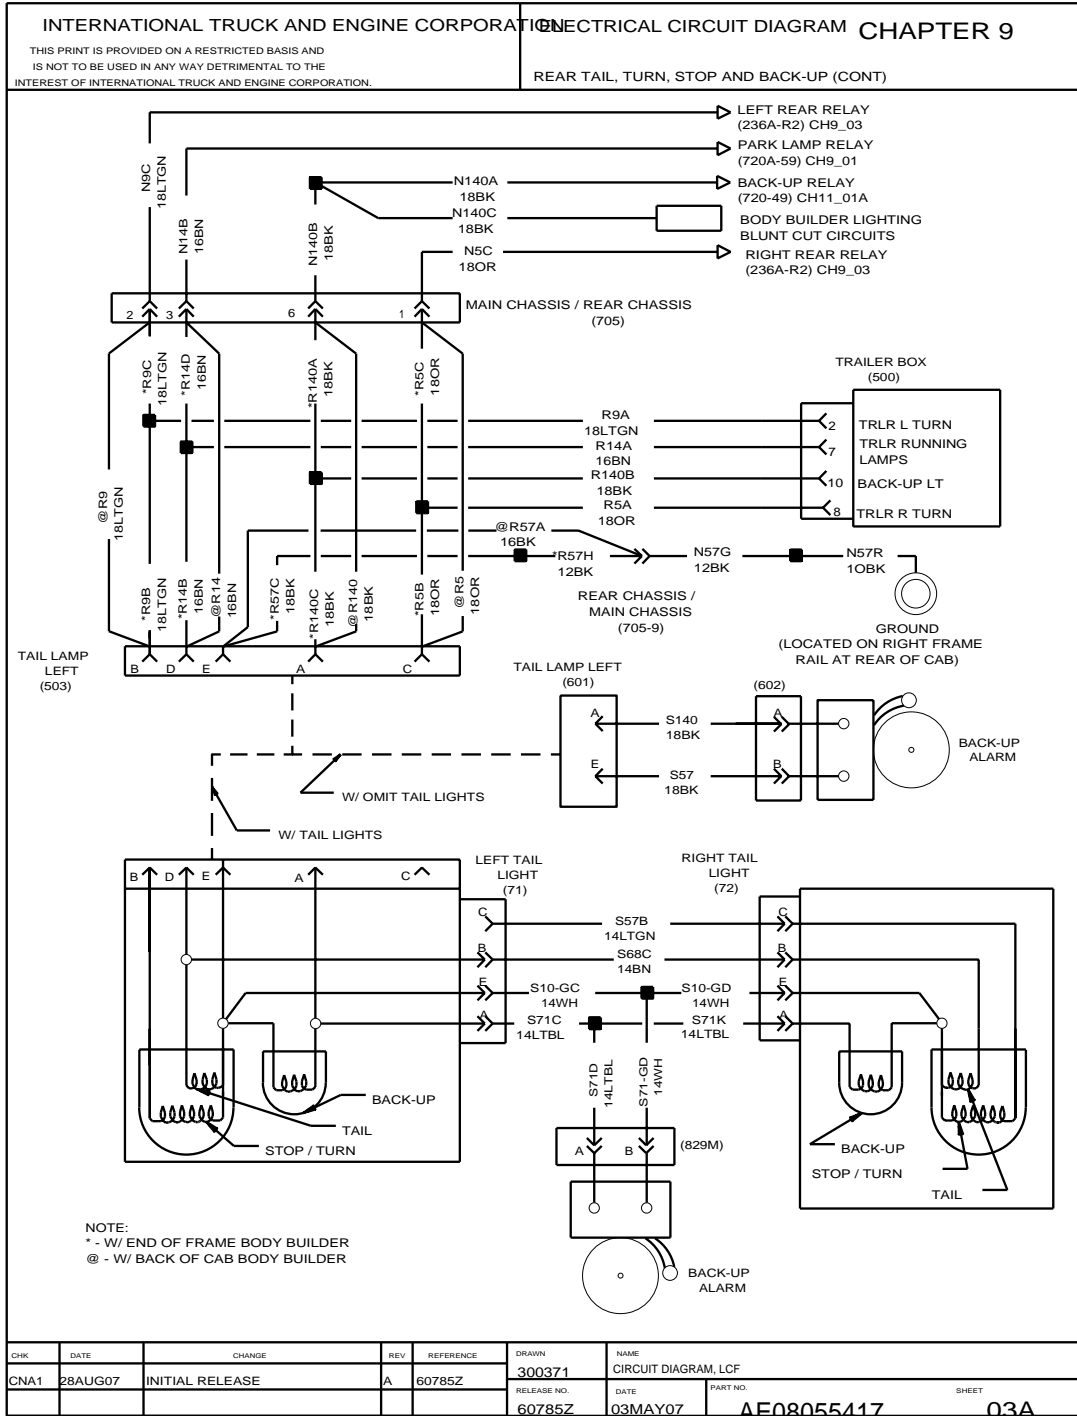 INTERNATIONAL TRUCK AND ENGINE CORPORATION
THIS PRINT IS PROVIDED ON A RESTRICTED BASIS AND
IS NOT TO BE USED IN ANY WAY DETRIMENTAL TO THE
INTEREST OF INTERNATIONAL TRUCK AND ENGINE CORPORATION.
ELECTRICAL CIRCUIT DIAGRAM CHAPTER 9
REAR TAIL, TURN, STOP AND BACK-UP (CONT)
LEFT REAR RELAY
(236A-R2) CH9_03
PARK LAMP RELAY
(720A-59) CH9_01
BACK-UP RELAY
(720-49) CH11_01A
BODY BUILDER LIGHTING
BLUNT CUT CIRCUITS
RIGHT REAR RELAY
(236A-R2) CH9_03
N9C
18LTGN
N14B
16BN
N140B
18BK
N140A
18BK
N140C
18BK
N5C
18OR
2
3
6
1
MAIN CHASSIS / REAR CHASSIS
(705)
*R9C
18LTGN
*R14D
16BN
*R140A
18BK
*R5C
18OR
TRAILER BOX
(500)
R9A
18LTGN
R14A
16BN
R140B
18BK
R5A
18OR
2 TRLR L TURN
7 TRLR RUNNING
LAMPS
10 BACK-UP LT
8 TRLR R TURN
@R9
18LTGN
@R57A
16BK
*R57H
12BK
N57G
12BK
N57R
1OBK
*R9B
18LTGN
*R14B
16BN
@R14
16BN
*R57C
18BK
*R140C
18BK
@R140
18BK
*R5B
18OR
@R5
18OR
REAR CHASSIS /
MAIN CHASSIS
(705-9)
GROUND
(LOCATED ON RIGHT FRAME
RAIL AT REAR OF CAB)
TAIL LAMP
LEFT
(503)
B D E A C
TAIL LAMP LEFT
(601)
(602)
A
S140
18BK
A
E
S57
18BK
B
BACK-UP
ALARM
W/ OMIT TAIL LIGHTS
W/ TAIL LIGHTS
B D E A C
LEFT TAIL
LIGHT
(71)
RIGHT TAIL
LIGHT
(72)
C
S57B
14LTGN
C
B
S68C
14BN
B
E
S10-GC
14WH
S10-GD
14WH
E
A
S71C
14LTBL
S71K
14LTBL
A
S71D
14LTBL
S71-GD
14WH
BACK-UP
TAIL
STOP / TURN
A B
(829M)
BACK-UP
STOP / TURN
TAIL
BACK-UP
ALARM
NOTE:
* - W/ END OF FRAME BODY BUILDER
@ - W/ BACK OF CAB BODY BUILDER
CHK DATE CHANGE REV REFERENCE
CNA1 28AUG07 INITIAL RELEASE A 60785Z
DRAWN
300371
NAME
CIRCUIT DIAGRAM, LCF
RELEASE NO.
60785Z
DATE
03MAY07
PART NO.
AE08055417
SHEET
03A